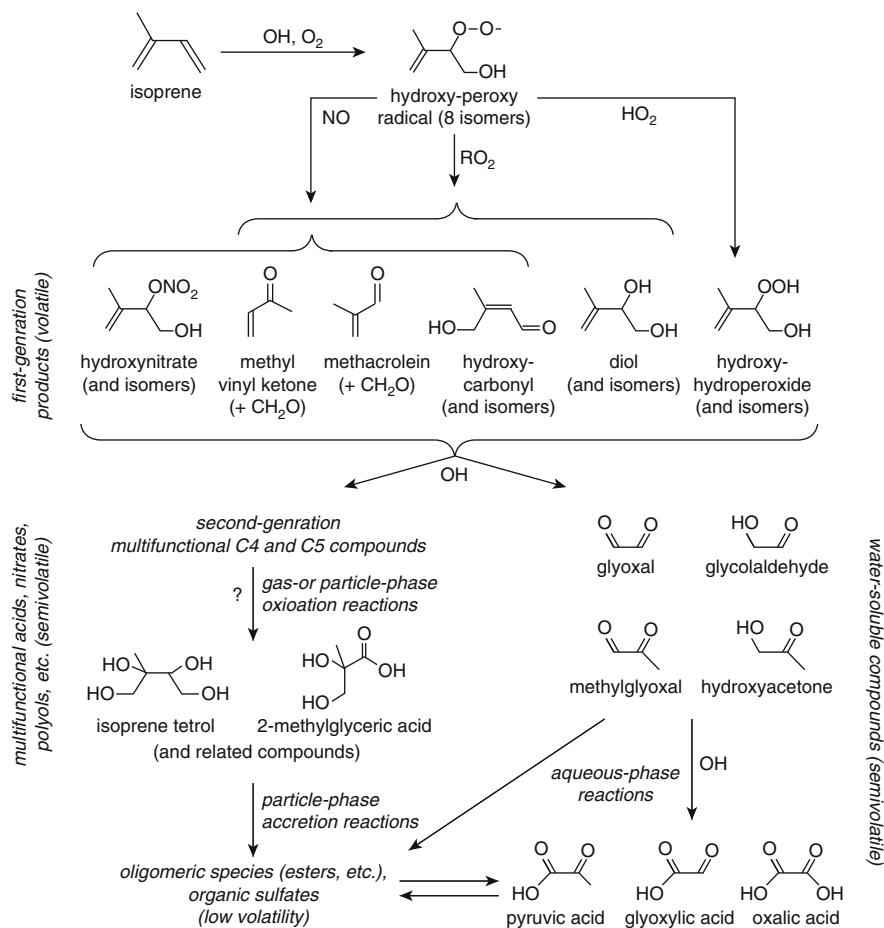 OH, O2
O–O-
OH
isoprene
hydroxy-peroxy
radical (8 isomers)
NO
HO2
RO2
first-genration
products (volatile)
ONO2
OH
O
O
HO
O
OH
OH
OOH
OH
hydroxynitrate
(and isomers)
methyl
vinyl ketone
(+ CH2O)
methacrolein
(+ CH2O)
hydroxy-
carbonyl
(and isomers)
diol
(and isomers)
hydroxy-
hydroperoxide
(and isomers)
OH
multifunctional acids, nitrates,
polyols, etc. (semivolatile)
second-genration
multifunctional C4 and C5 compounds
?
gas-or particle-phase
oxioation reactions
HO
OH
HO
OH
isoprene tetrol
HO
O
OH
HO
2-methylglyceric acid
(and related compounds)
O
O
glyoxal
HO
O
glycolaldehyde
O
O
methylglyoxal
HO
O
hydroxyacetone
water-soluble compounds (semivolatile)
aqueous-phase
reactions
OH
particle-phase
accretion reactions
oligomeric species (esters, etc.),
organic sulfates
(low volatility)
O
O
HO
pyruvic acid
O
O
HO
glyoxylic acid
O
O
HO
OH
oxalic acid